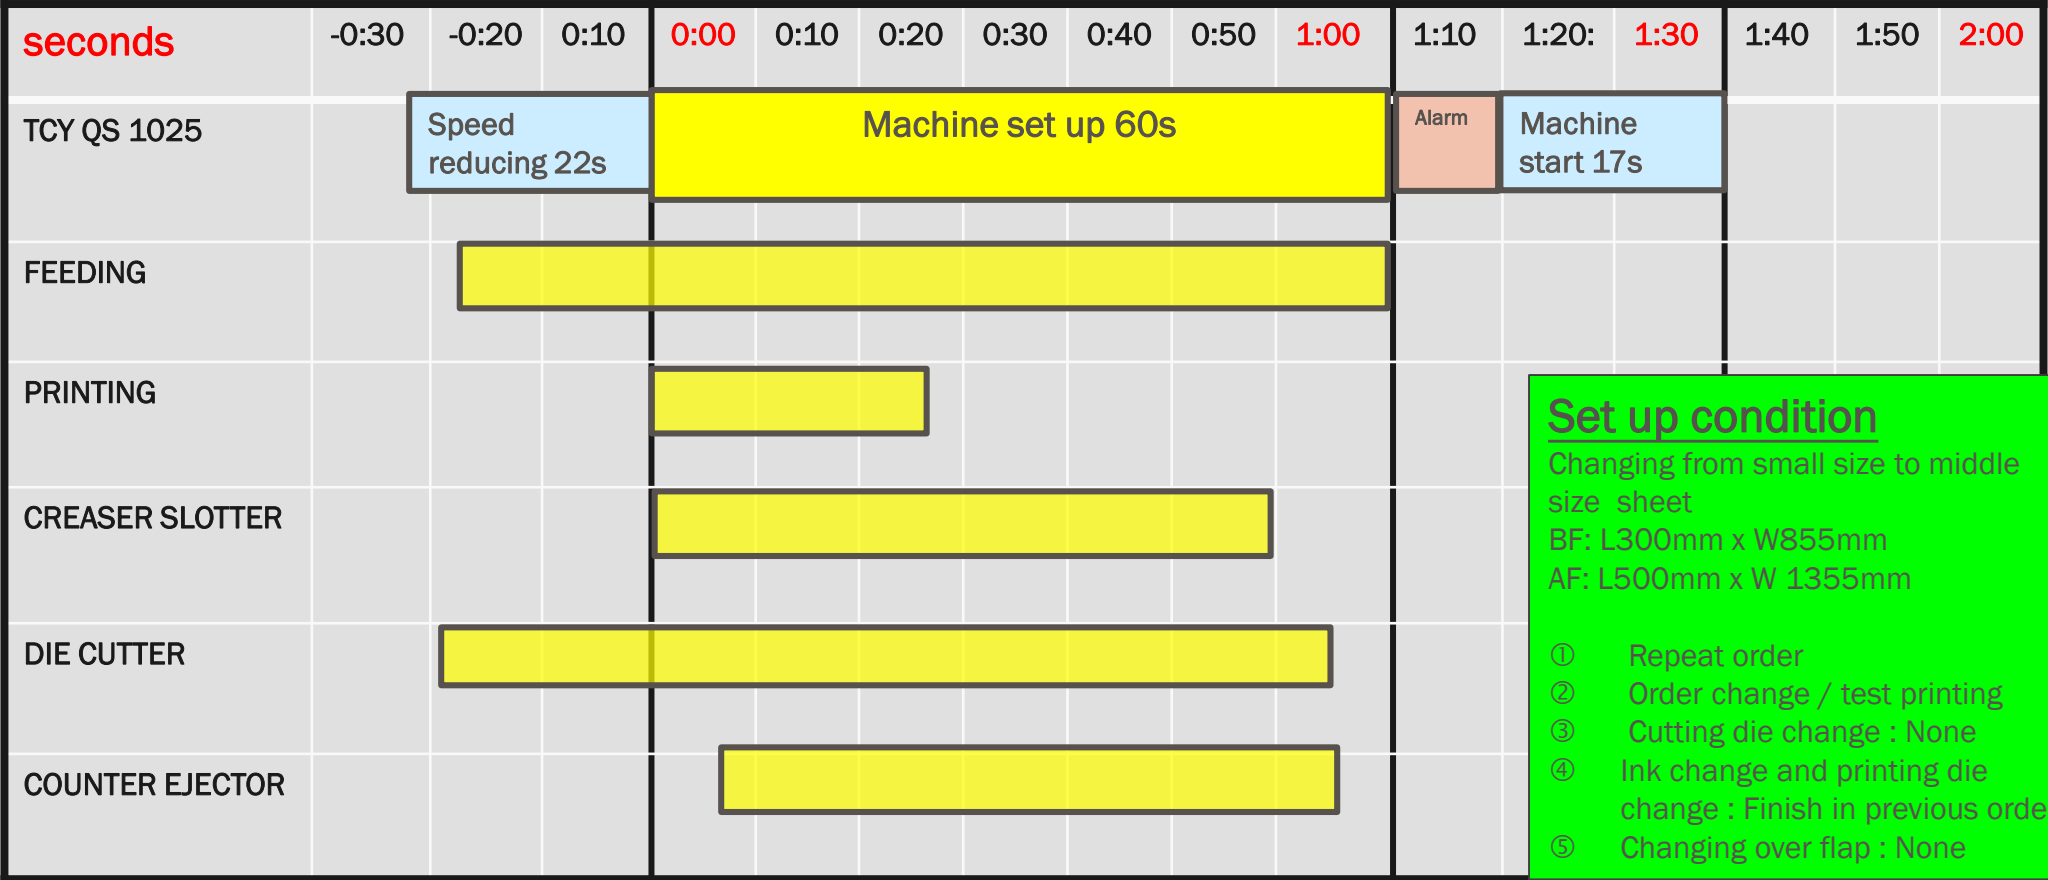 seconds -0:30 -0:20 0:10 0:00 0:10 0:20 0:30 0:40 0:50 1:00 1:10 1:20: 1:30 1:40 1:50 2:00
TCY QS 1025
Speed
reducing 22s
Machine set up 60s
Alarm
Machine
start 17s
FEEDING
PRINTING
CREASER SLOTTER
DIE CUTTER
COUNTER EJECTOR
Set up condition
Changing from small size to middle
size sheet
BF: L300mm x W855mm
AF: L500mm x W 1355mm
① Repeat order
② Order change / test printing
③ Cutting die change : None
④ Ink change and printing die
change : Finish in previous orde
⑤ Changing over flap : None